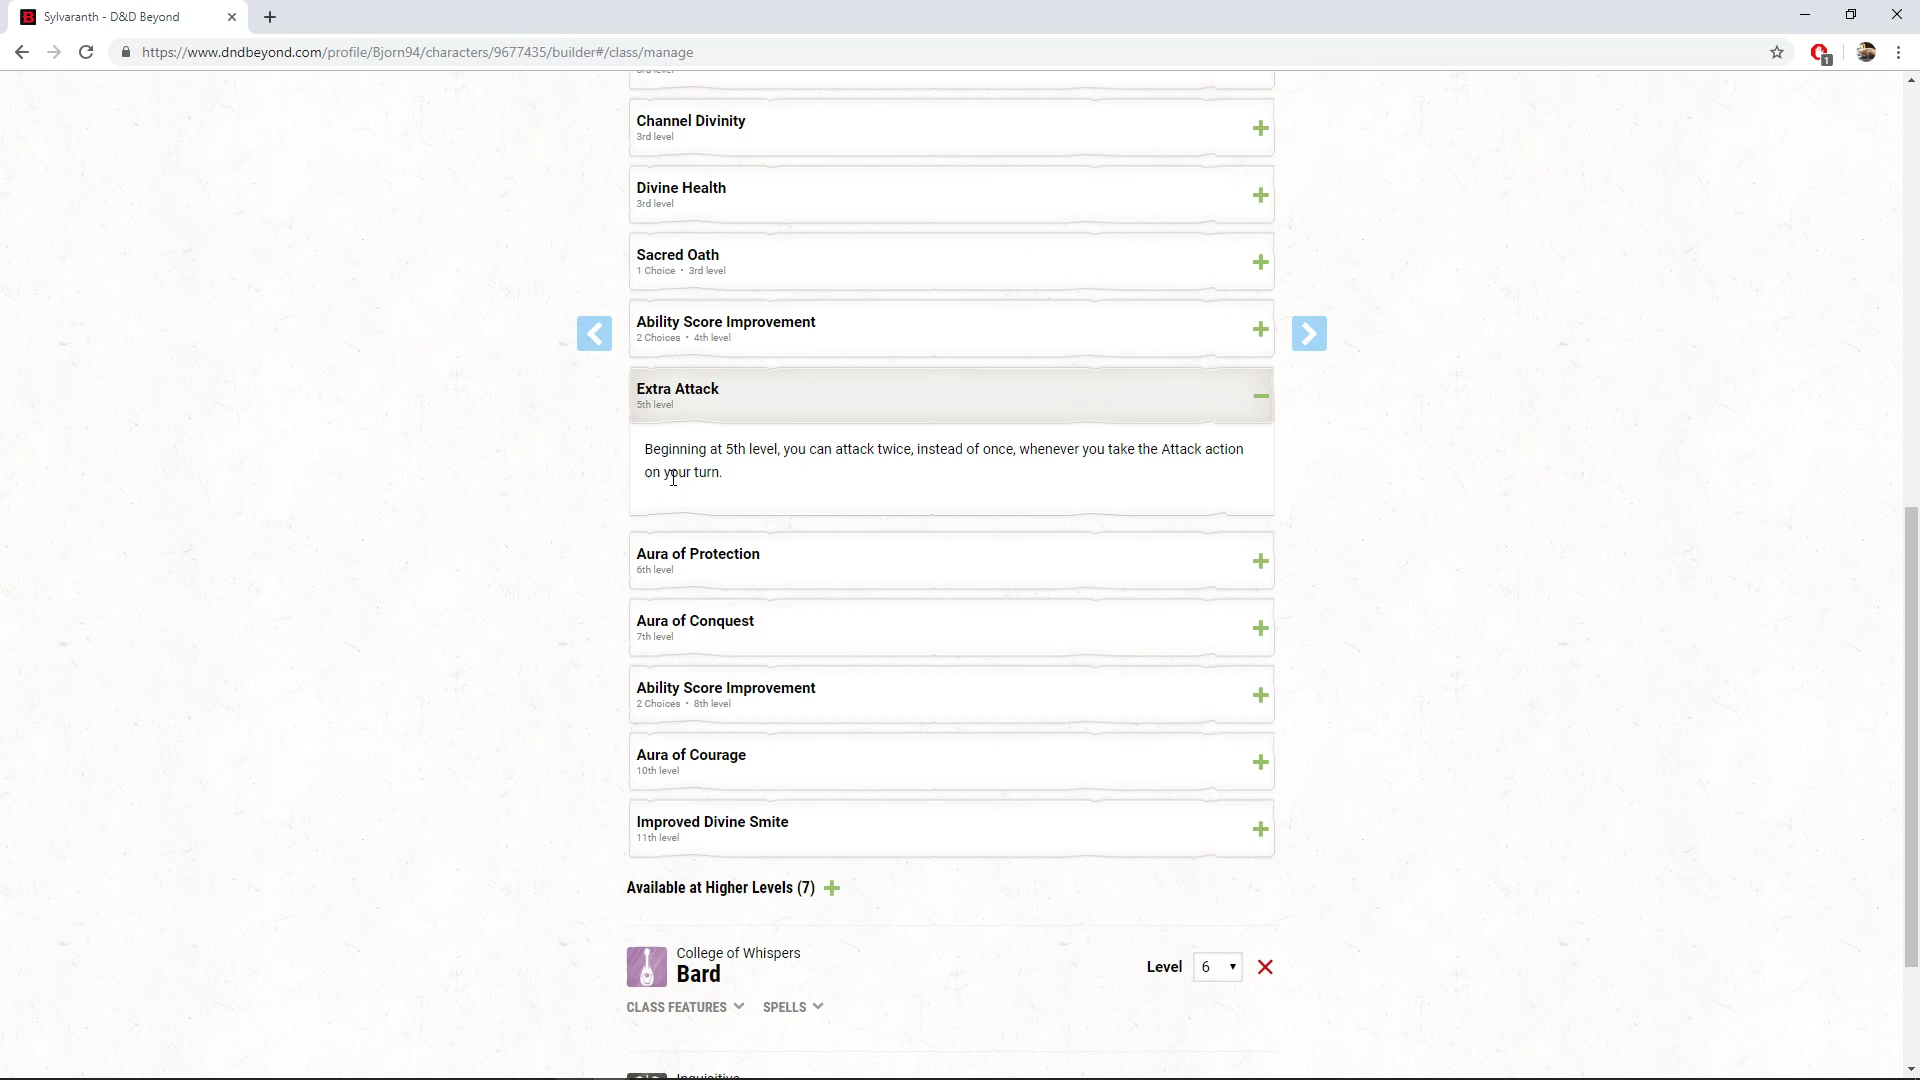 Sylvaranth - D&D Beyond
https://www.dndbeyond.com/profile/Bjorn94/characters/9677435/builder#/class/manage
1
3rd level
Channel Divinity
3rd level
Divine Health
3rd level
Sacred Oath
1 Choice • 3rd level
Ability Score Improvement
2 Choices • 4th level
Extra Attack
5th level
Beginning at 5th level, you can attack twice, instead of once, whenever you take the Attack action
on your turn.
Aura of Protection
6th level
Aura of Conquest
7th level
Ability Score Improvement
2 Choices • 8th level
Aura of Courage
10th level
Improved Divine Smite
11th level
Available at Higher Levels (7)
College of Whispers
Bard
Level 6
CLASS FEATURES SPELLS
Inquisitive